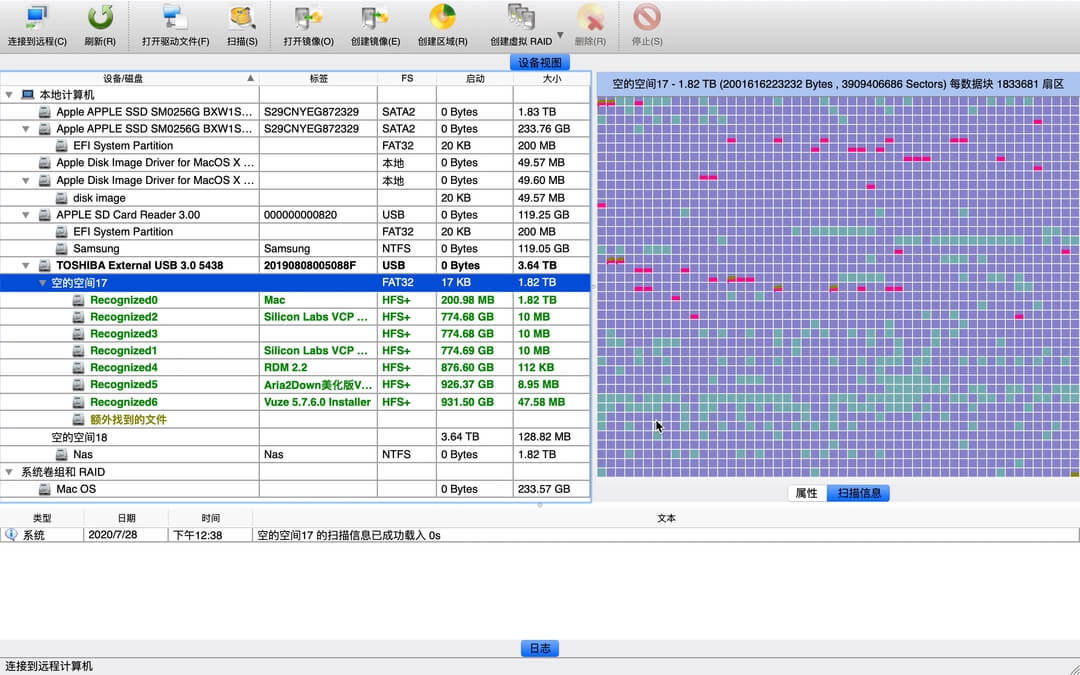 连接到远程(C) 刷新(R) 打开驱动文件(F) 扫描(S) 打开镜像(O) 创建镜像(E) 创建区域(R) 创建虚拟 RAID 删除(R) 停止(S)
设备视图
设备/磁盘 标签 FS 启动 大小
本地计算机
Apple APPLE SSD SM0256G BXW1S... S29CNYEG872329 SATA2 0 Bytes 1.83 TB
Apple APPLE SSD SM0256G BXW1S... S29CNYEG872329 SATA2 0 Bytes 233.76 GB
EFI System Partition FAT32 20 KB 200 MB
Apple Disk Image Driver for MacOS X ... 本地 0 Bytes 49.57 MB
Apple Disk Image Driver for MacOS X ... 本地 0 Bytes 49.60 MB
disk image 20 KB 49.57 MB
APPLE SD Card Reader 3.00 000000000820 USB 0 Bytes 119.25 GB
EFI System Partition FAT32 20 KB 200 MB
Samsung Samsung NTFS 0 Bytes 119.05 GB
TOSHIBA External USB 3.0 5438 20190808005088F USB 0 Bytes 3.64 TB
空的空间17 FAT32 17 KB 1.82 TB
Recognized0 Mac HFS+ 200.98 MB 1.82 TB
Recognized2 Silicon Labs VCP ... HFS+ 774.68 GB 10 MB
Recognized3 HFS+ 774.68 GB 10 MB
Recognized1 Silicon Labs VCP ... HFS+ 774.69 GB 10 MB
Recognized4 RDM 2.2 HFS+ 876.60 GB 112 KB
Recognized5 Aria2Down美化版V... HFS+ 926.37 GB 8.95 MB
Recognized6 Vuze 5.7.6.0 Installer HFS+ 931.50 GB 47.58 MB
额外找到的文件
空的空间18 3.64 TB 128.82 MB
Nas Nas NTFS 0 Bytes 1.82 TB
系统卷组和 RAID
Mac OS 0 Bytes 233.57 GB
空的空间17 - 1.82 TB (2001616223232 Bytes , 3909406686 Sectors) 每数据块 1833681 扇区
属性 扫描信息
类型 日期 时间 文本
系统 2020/7/28 下午12:38 空的空间17 的扫描信息已成功载入 0s
日志
连接到远程计算机